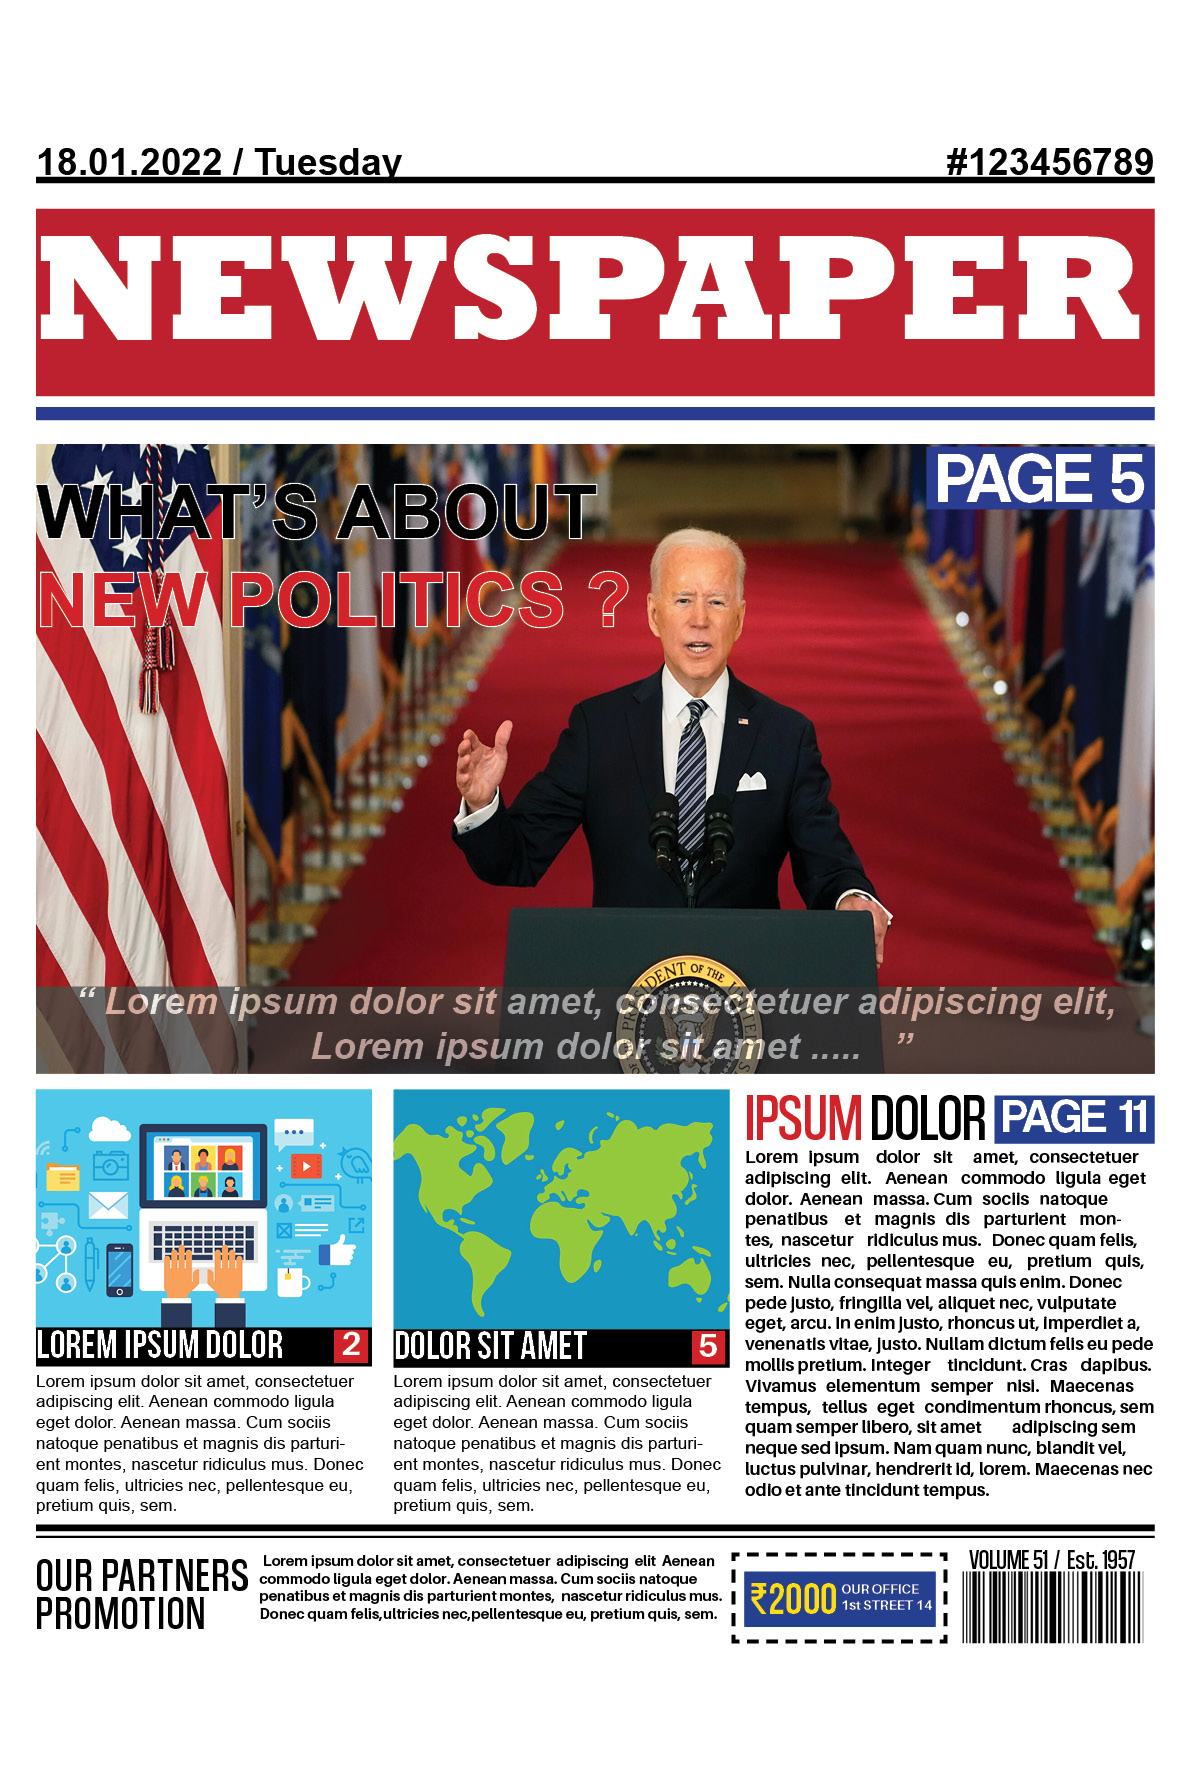 18.01.2022 / Tuesday
#123456789
NEWSPAPER
PAGE 5
WHAT'S ABOUT
NEW POLITICS ?
DENT OF THE
“ Lorem ipsum dolor sit amet, consectetuer adipiscing elit,
Lorem ipsum dolor sit amet ..... ”
LOREM IPSUM DOLOR 2
Lorem ipsum dolor sit amet, consectetuer
adipiscing elit. Aenean commodo ligula
eget dolor. Aenean massa. Cum sociis
natoque penatibus et magnis dis parturi-
ent montes, nascetur ridiculus mus. Donec
quam felis, ultricies nec, pellentesque eu,
pretium quis, sem.
DOLOR SIT AMET 5
Lorem ipsum dolor sit amet, consectetuer
adipiscing elit. Aenean commodo ligula
eget dolor. Aenean massa. Cum sociis
natoque penatibus et magnis dis parturi-
ent montes, nascetur ridiculus mus. Donec
quam felis, ultricies nec, pellentesque eu,
pretium quis, sem.
IPSUM DOLOR PAGE 11
Lorem ipsum dolor sit amet, consectetuer
adipiscing elit. Aenean commodo ligula eget
dolor. Aenean massa. Cum sociis natoque
penatibus et magnis dis parturient mon-
tes, nascetur ridiculus mus. Donec quam felis,
ultricies nec, pellentesque eu, pretium quis,
sem. Nulla consequat massa quis enim. Donec
pede justo, fringilla vel, aliquet nec, vulputate
eget, arcu. In enim justo, rhoncus ut, imperdiet a,
venenatis vitae, justo. Nullam dictum felis eu pede
mollis pretium. Integer tincidunt. Cras dapibus.
Vivamus elementum semper nisi. Maecenas
tempus, tellus eget condimentum rhoncus, sem
quam semper libero, sit amet adipiscing sem
neque sed ipsum. Nam quam nunc, blandit vel,
luctus pulvinar, hendrerit id, lorem. Maecenas nec
odio et ante tincidunt tempus.
OUR PARTNERS
PROMOTION
Lorem ipsum dolor sit amet, consectetuer adipiscing elit Aenean
commodo ligula eget dolor. Aenean massa. Cum sociis natoque
penatibus et magnis dis parturient montes, nascetur ridiculus mus.
Donec quam felis,ultricies nec,pellentesque eu, pretium quis, sem.
₹2000
OUR OFFICE
1st STREET 14
VOLUME 51 / Est. 1957